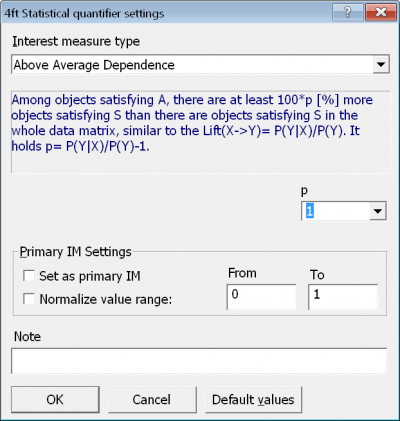 4ft Statistical quantifier settings
Interest measure type
Above Average Dependence
Among objects satisfying A, there are at least 100*p [%] more
objects satisfying S than there are objects satisfying S in the
whole data matrix, similar to the Lift(X->Y)= P(Y|X)/P(Y). It
holds p= P(Y|X)/P(Y)-1.
p
1
Primary IM Settings
Set as primary IM
From
To
Normalize value range:
0
1
Note
OK
Cancel
Default values